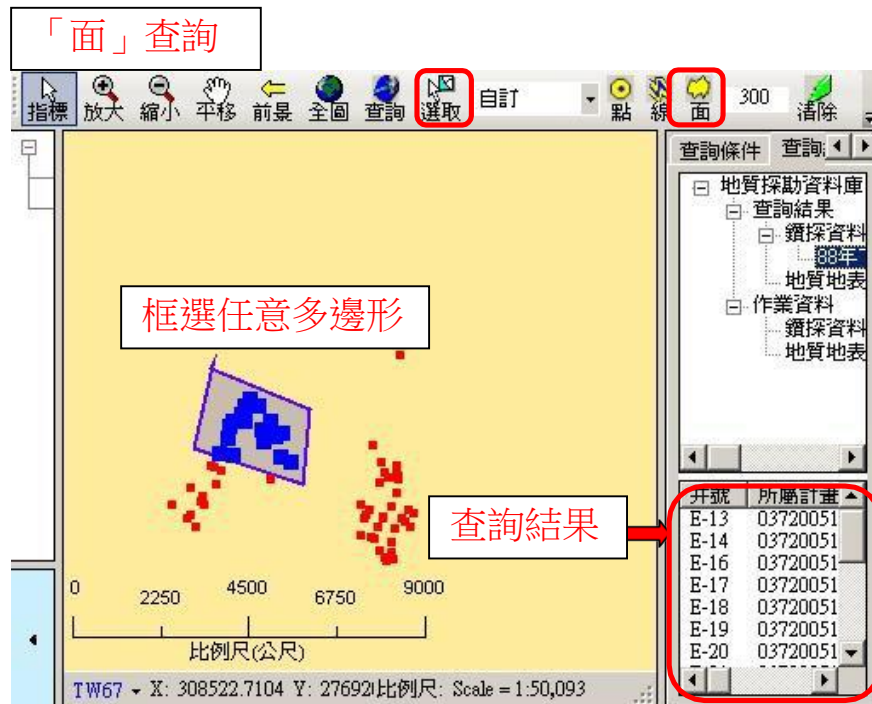 「面」查詢
指標 放大 縮小 平移 前景 全圖 查詢 選取 自訂 點 線 面 300 清除
查詢條件 查詢
地質探勘資料庫
查詢結果
鑽探資料
88年
地質地表
作業資料
鑽探資料
地質地表
框選任意多邊形
查詢結果
井號 所屬計畫
E-13 03720051
E-14 03720051
E-16 03720051
E-17 03720051
E-18 03720051
E-19 03720051
E-20 03720051
0 2250 4500 6750 9000
比例尺(公尺)
TW67 X: 308522.7104 Y: 27692 比例尺: Scale = 1:50,093